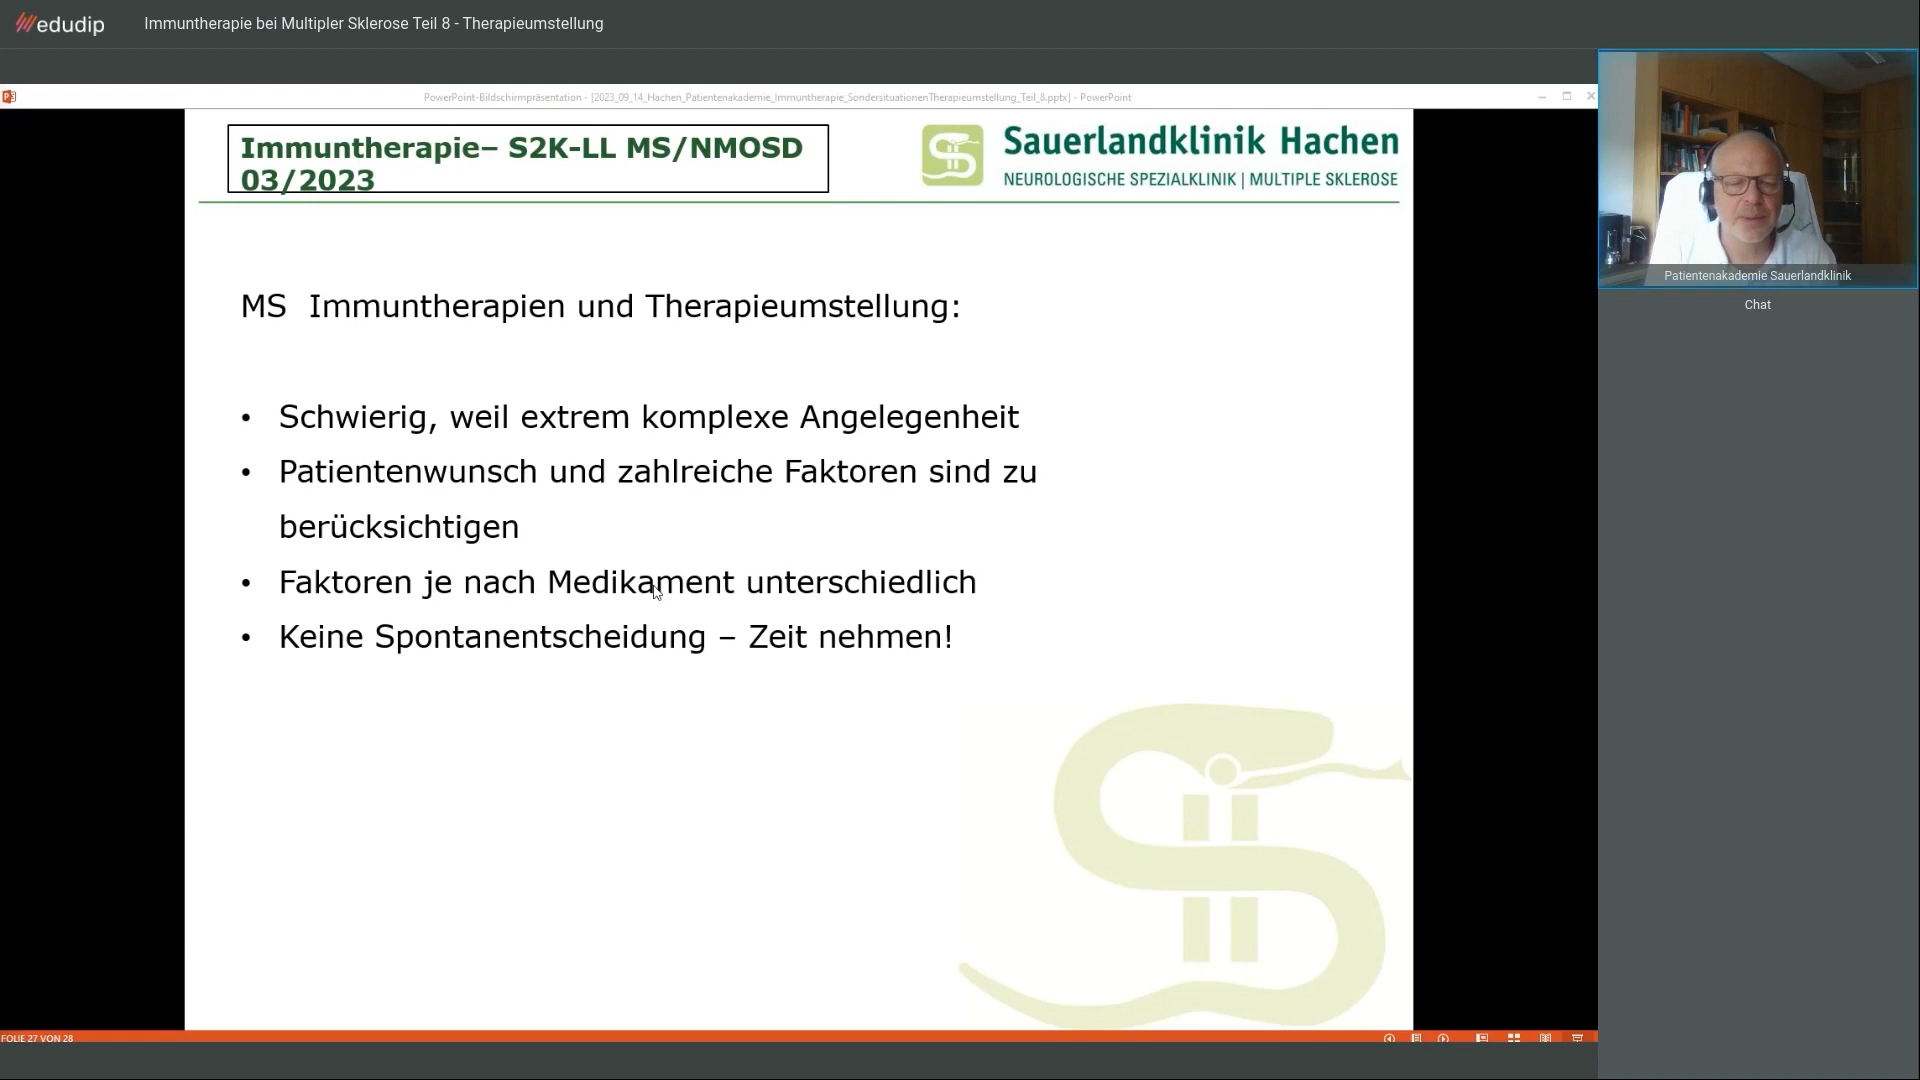 edudip
Immuntherapie bei Multipler Sklerose Teil 8 - Therapieumstellung
PowerPoint-Bildschirmpräsentation - [2023_09_14_Hachen_Patientenakademie_Immuntherapie_SondersituationenTherapieumstellung_Teil_8.pptx] - PowerPoint
Immuntherapie– S2K-LL MS/NMOSD
03/2023
Sauerlandklinik Hachen
NEUROLOGISCHE SPEZIALKLINIK | MULTIPLE SKLEROSE
Patientenakademie Sauerlandklinik
Chat
MS  Immuntherapien und Therapieumstellung:
• Schwierig, weil extrem komplexe Angelegenheit
• Patientenwunsch und zahlreiche Faktoren sind zu
berücksichtigen
• Faktoren je nach Medikament unterschiedlich
• Keine Spontanentscheidung – Zeit nehmen!
FOLIE 27 VON 28